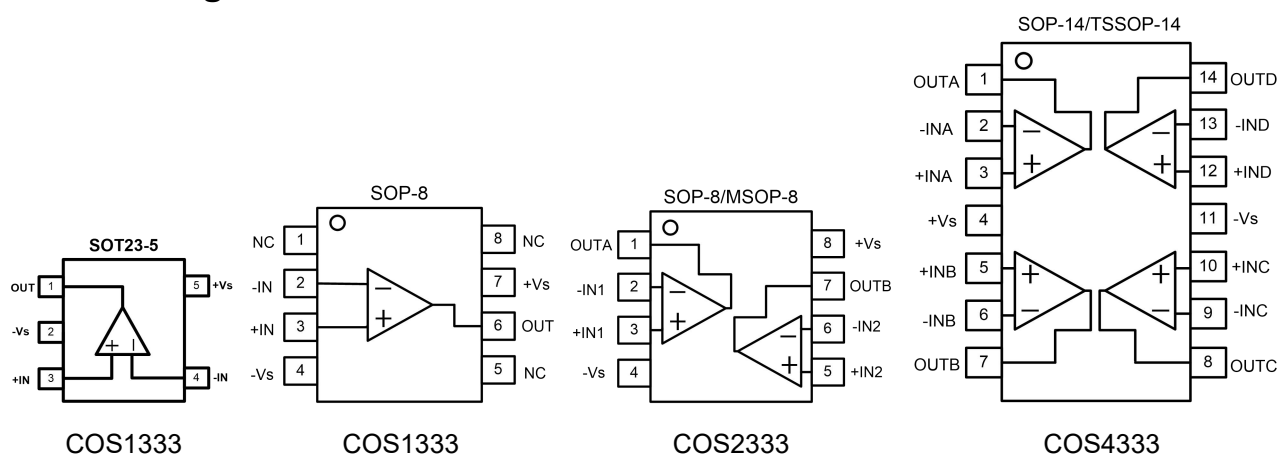 SOT23-5
OUT 1
-Vs 2
+IN 3
5 +Vs
4 -IN
COS1333
SOP-8
NC 1
-IN 2
+IN 3
-Vs 4
8 NC
7 +Vs
6 OUT
5 NC
COS1333
SOP-8/MSOP-8
OUTA 1
-IN1 2
+IN1 3
-Vs 4
8 +Vs
7 OUTB
6 -IN2
5 +IN2
COS2333
SOP-14/TSSOP-14
OUTA 1
-INA 2
+INA 3
+Vs 4
+INB 5
-INB 6
OUTB 7
14 OUTD
13 -IND
12 +IND
11 -Vs
10 +INC
9 -INC
8 OUTC
COS4333